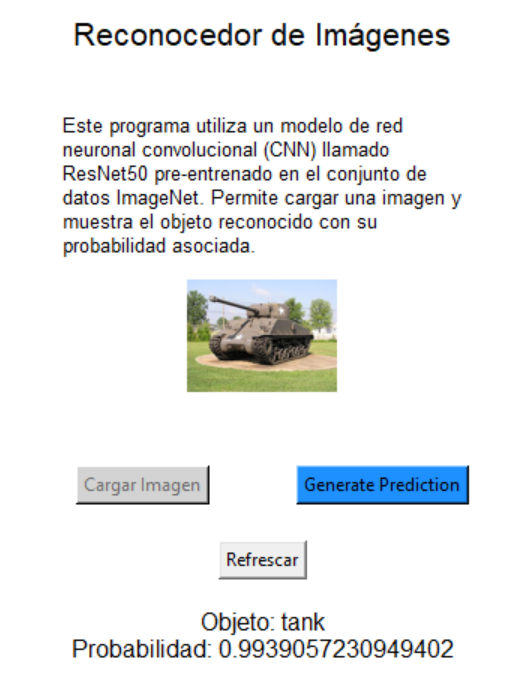 Reconocedor de Imágenes
Este programa utiliza un modelo de red
neuronal convolucional (CNN) llamado
ResNet50 pre-entrenado en el conjunto de
datos ImageNet. Permite cargar una imagen y
muestra el objeto reconocido con su
probabilidad asociada.
Cargar Imagen
Generate Prediction
Refrescar
Objeto: tank
Probabilidad: 0.9939057230949402